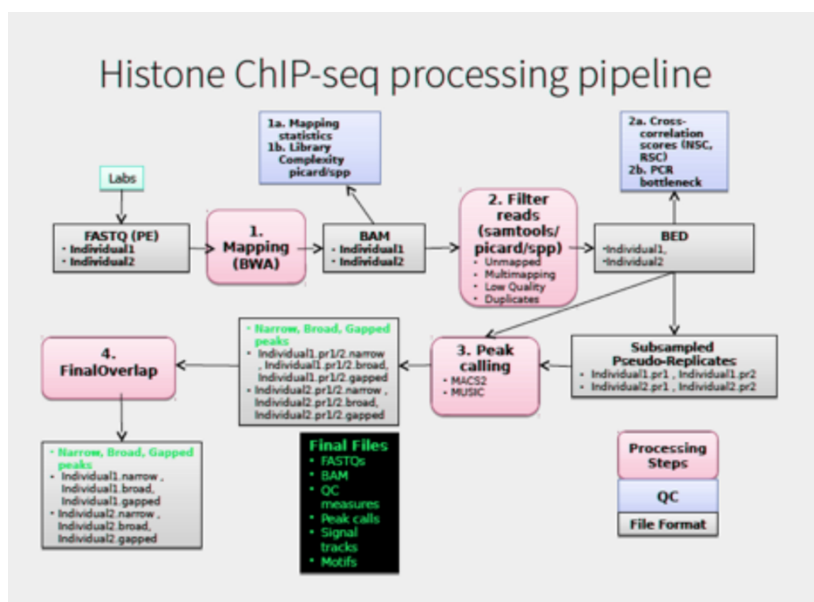 Histone ChIP-seq processing pipeline
1a. Mapping
statistics
1b. Library
Complexity
picard/spp
2a. Cross-
correlation
scores (NSC,
RSC)
2b. PCR
bottleneck
Labs
FASTQ (PE)
• Individual1
• Individual2
1.
Mapping
(BWA)
BAM
• Individual1
• Individual2
2. Filter
reads
(samtools/
picard/spp)
• Unmapped
• Multimapping
• Low Quality
• Duplicates
BED
•Individual1,
•Individual2
4.
FinalOverlap
• Narrow, Broad, Gapped
peaks
• Individual1.pr1/2.narrow
, Individual1.pr1/2.broad,
Individual1.pr1/2.gapped
• Individual2.pr1/2.narrow ,
Individual2.pr1/2.broad,
Individual2.pr1/2.gapped
3. Peak
calling
• MACS2
• MUSIC
Subsampled
Pseudo-Replicates
• Individual1.pr1 , Individual1.pr2
• Individual2.pr1 , Individual2.pr2
• Narrow, Broad, Gapped
peaks
• Individual1.narrow ,
Individual1.broad,
Individual1.gapped
• Individual2.narrow ,
Individual2.broad,
Individual2.gapped
Final Files
• FASTQs
• BAM
• QC
measures
• Peak calls
• Signal
tracks
• Motifs
Processing
Steps
QC
File Format